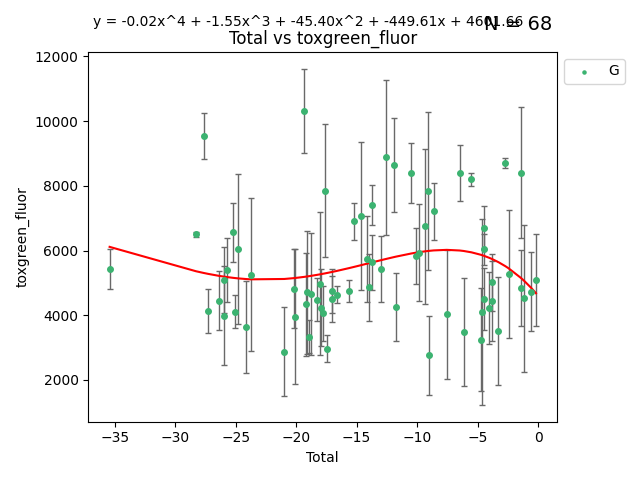 y = -0.02x^4 + -1.55x^3 + -45.40x^2 + -449.61x + 4601.66
N = 68
Total vs toxgreen_fluor
G
toxgreen_fluor
12000
10000
8000
6000
4000
2000
−35 −30 −25 −20 −15 −10 −5 0
Total